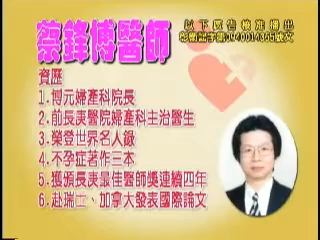 蔡鋒博醫師
以下廣告檢准播出
資歷
1.博元婦產科院長
2.前長庚醫院婦產科主治醫生
3.榮登世界名人錄
4.不孕症著作三本
5.獲頒長庚最佳醫師獎連續四年
6.赴瑞士、加拿大發表國際論文